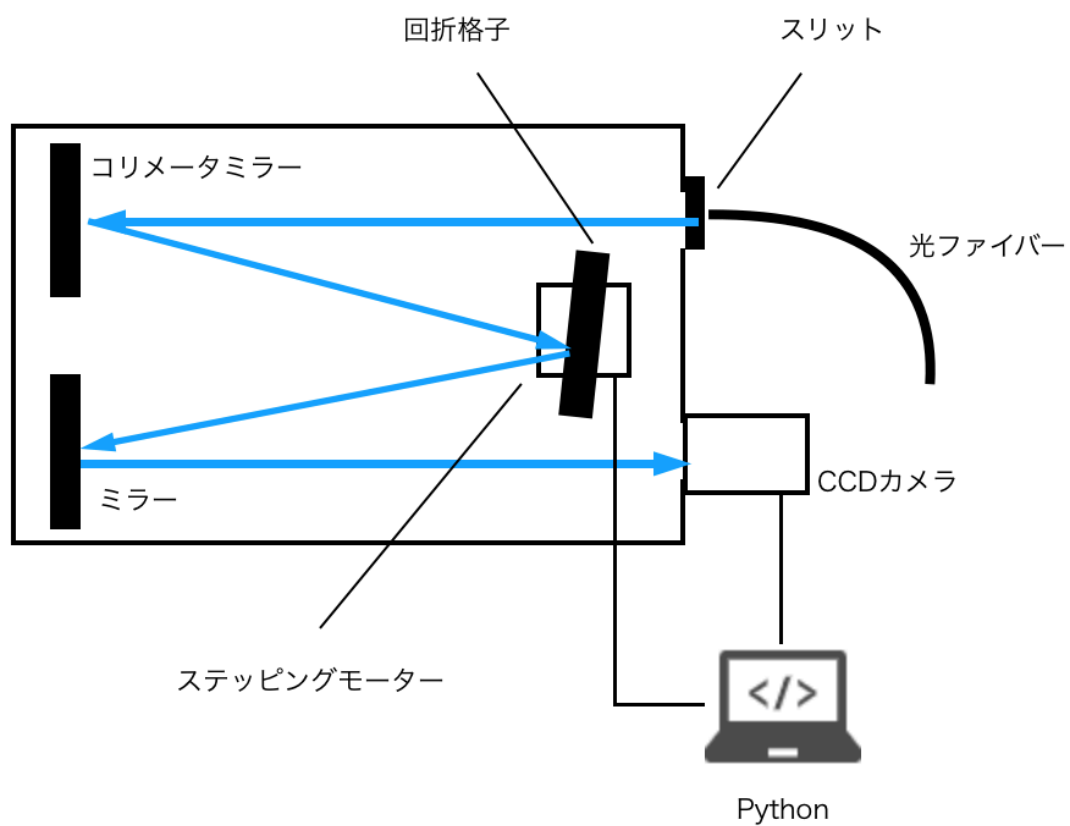 回折格子
スリット
コリメータミラー
光ファイバー
CCDカメラ
ミラー
ステッピングモーター
</>
Python